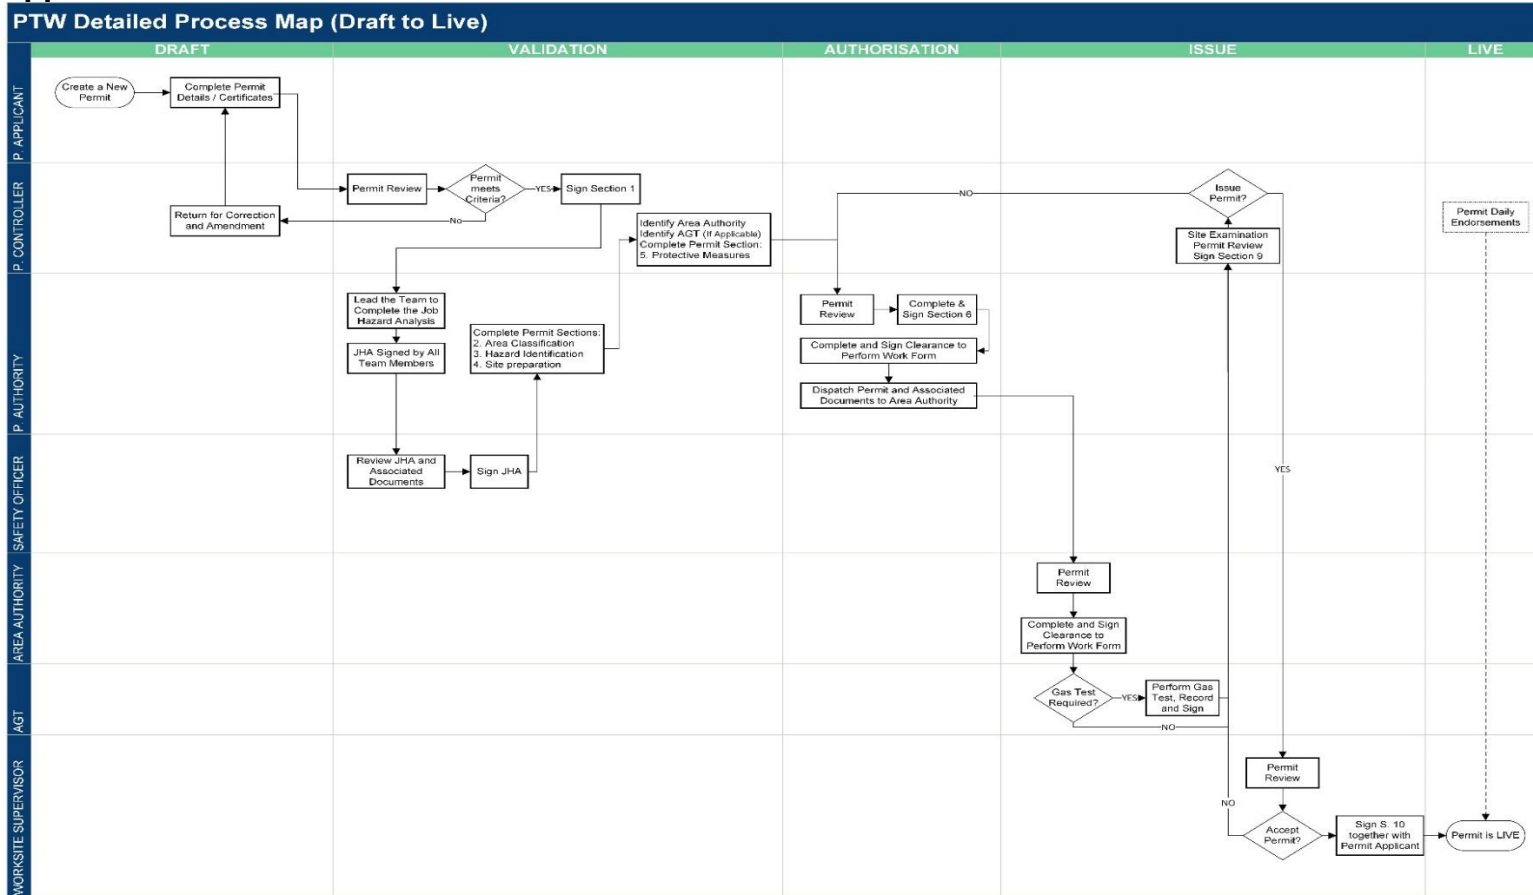 PTW Detailed Process Map (Draft to Live)
DRAFT
VALIDATION
AUTHORISATION
ISSUE
LIVE
P. APPLICANT
Create a New
Permit
Complete Permit
Details / Certificates
P. CONTROLLER
Return for Correction
and Amendment
Permit Review
Permit
meets
Criteria?
YES
No
Sign Section 1
Identify Area Authority
Identify AGT (If Applicable)
Complete Permit Section:
5. Protective Measures
NO
Issue
Permit?
Site Examination
Permit Review
Sign Section 9
Permit Daily
Endorsements
P. AUTHORITY
Lead the Team to
Complete the Job
Hazard Analysis
JHA Signed by All
Team Members
Complete Permit Sections:
2. Area Classification
3. Hazard Identification
4. Site preparation
Permit
Review
Complete &
Sign Section 6
Complete and Sign Clearance to
Perform Work Form
Dispatch Permit and Associated
Documents to Area Authority
SAFETY OFFICER
Review JHA and
Associated
Documents
Sign JHA
YES
AREA AUTHORITY
Permit
Review
Complete and Sign
Clearance to
Perform Work Form
AGT
Gas Test
Required?
YES
Perform Gas
Test, Record
and Sign
NO
WORKSITE SUPERVISOR
Permit
Review
NO
Accept
Permit?
Sign S. 10
together with
Permit Applicant
Permit is LIVE